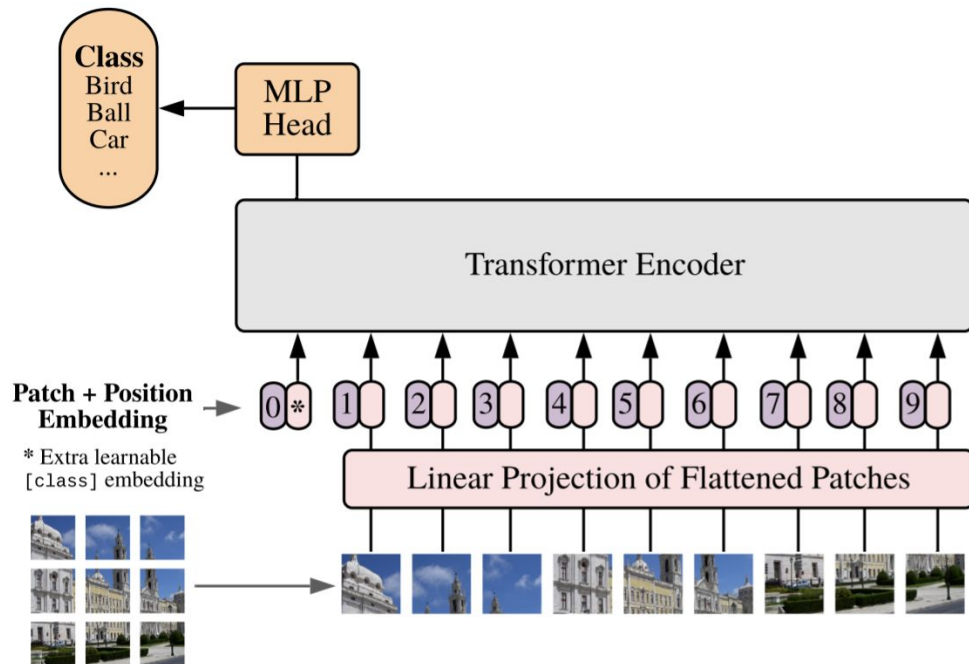 Class
Bird
Ball
Car
...
MLP
Head
Transformer Encoder
Patch + Position
Embedding
0 * 1 2 3 4 5 6 7 8 9
* Extra learnable
[class] embedding
Linear Projection of Flattened Patches